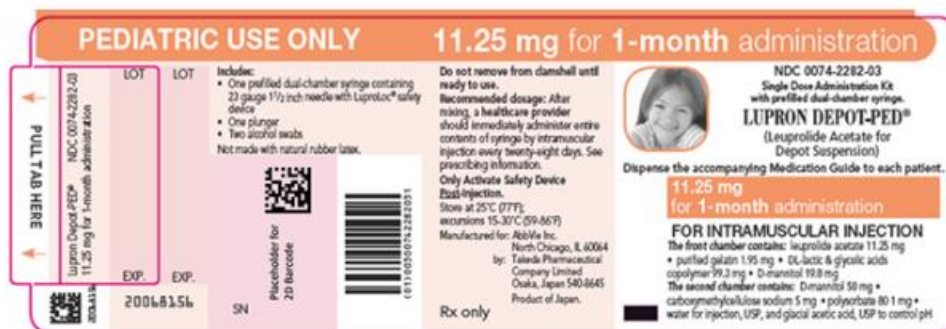 PEDIATRIC USE ONLY
11.25 mg for 1-month administration
PULL TAB HERE
Lupron Depot-PED® NDC 0074-2282-03
11.25 mg for 1-month administration
LOT
LOT
EXP.
EXP.
20068156
Includes:
• One prefilled dual-chamber syringe containing
23 gauge 1 1/2 inch needle with LuproLoc® safety
device
• One plunger
• Two alcohol swabs
Not made with natural rubber latex.
Placeholder for
2D Barcode
SN
(01)00300742282031
Do not remove from clamshell until
ready to use.
Recommended dosage: After
mixing, a healthcare provider
should immediately administer entire
contents of syringe by intramuscular
injection every twenty-eight days. See
prescribing information.
Only Activate Safety Device
Post-Injection.
Store at 25°C (77°F);
excursions 15-30°C (59-86°F)
Manufactured for: AbbVie Inc.
North Chicago, IL 60064
by: Takeda Pharmaceutical
Company Limited
Osaka, Japan 540-8645
Product of Japan.
Rx only
NDC 0074-2282-03
Single Dose Administration Kit
with prefilled dual-chamber syringe.
LUPRON DEPOT-PED®
(Leuprolide Acetate for
Depot Suspension)
Dispense the accompanying Medication Guide to each patient.
11.25 mg
for 1-month administration
FOR INTRAMUSCULAR INJECTION
The front chamber contains: leuprolide acetate 11.25 mg
• purified gelatin 1.95 mg • DL-lactic & glycolic acids
copolymer 99.3 mg • D-mannitol 19.8 mg
The second chamber contains: D-mannitol 50 mg •
carboxymethylcellulose sodium 5 mg • polysorbate 80 1 mg •
water for injection, USP, and glacial acetic acid, USP to control pH